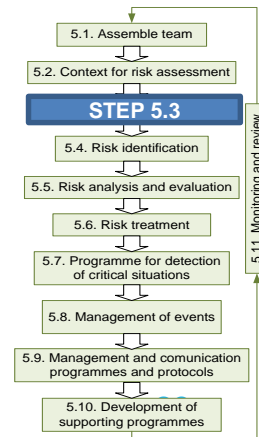 5.1. Assemble team
5.2. Context for risk assessment
STEP 5.3
5.4. Risk identification
5.5. Risk analysis and evaluation
5.6. Risk treatment
5.7. Programme for detection
of critical situations
5.8. Management of events
5.9. Management and comunication
programmes and protocols
5.10. Development of
supporting programmes
5.11. Monitoring and review